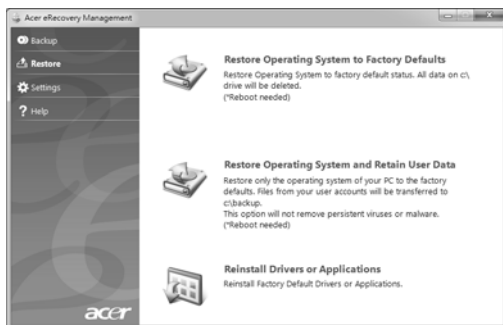 Acer eRecovery Management
Backup
Restore
Settings
Help
Restore Operating System to Factory Defaults
Restore Operating System to factory default status. All data on c:\
drive will be deleted.
(*Reboot needed)
Restore Operating System and Retain User Data
Restore only the operating system of your PC to the factory
defaults. Files from your user accounts will be transferred to
c:\backup.
This option will not remove persistent viruses or malware.
(*Reboot needed)
Reinstall Drivers or Applications
Reinstall Factory Default Drivers or Applications.
acer